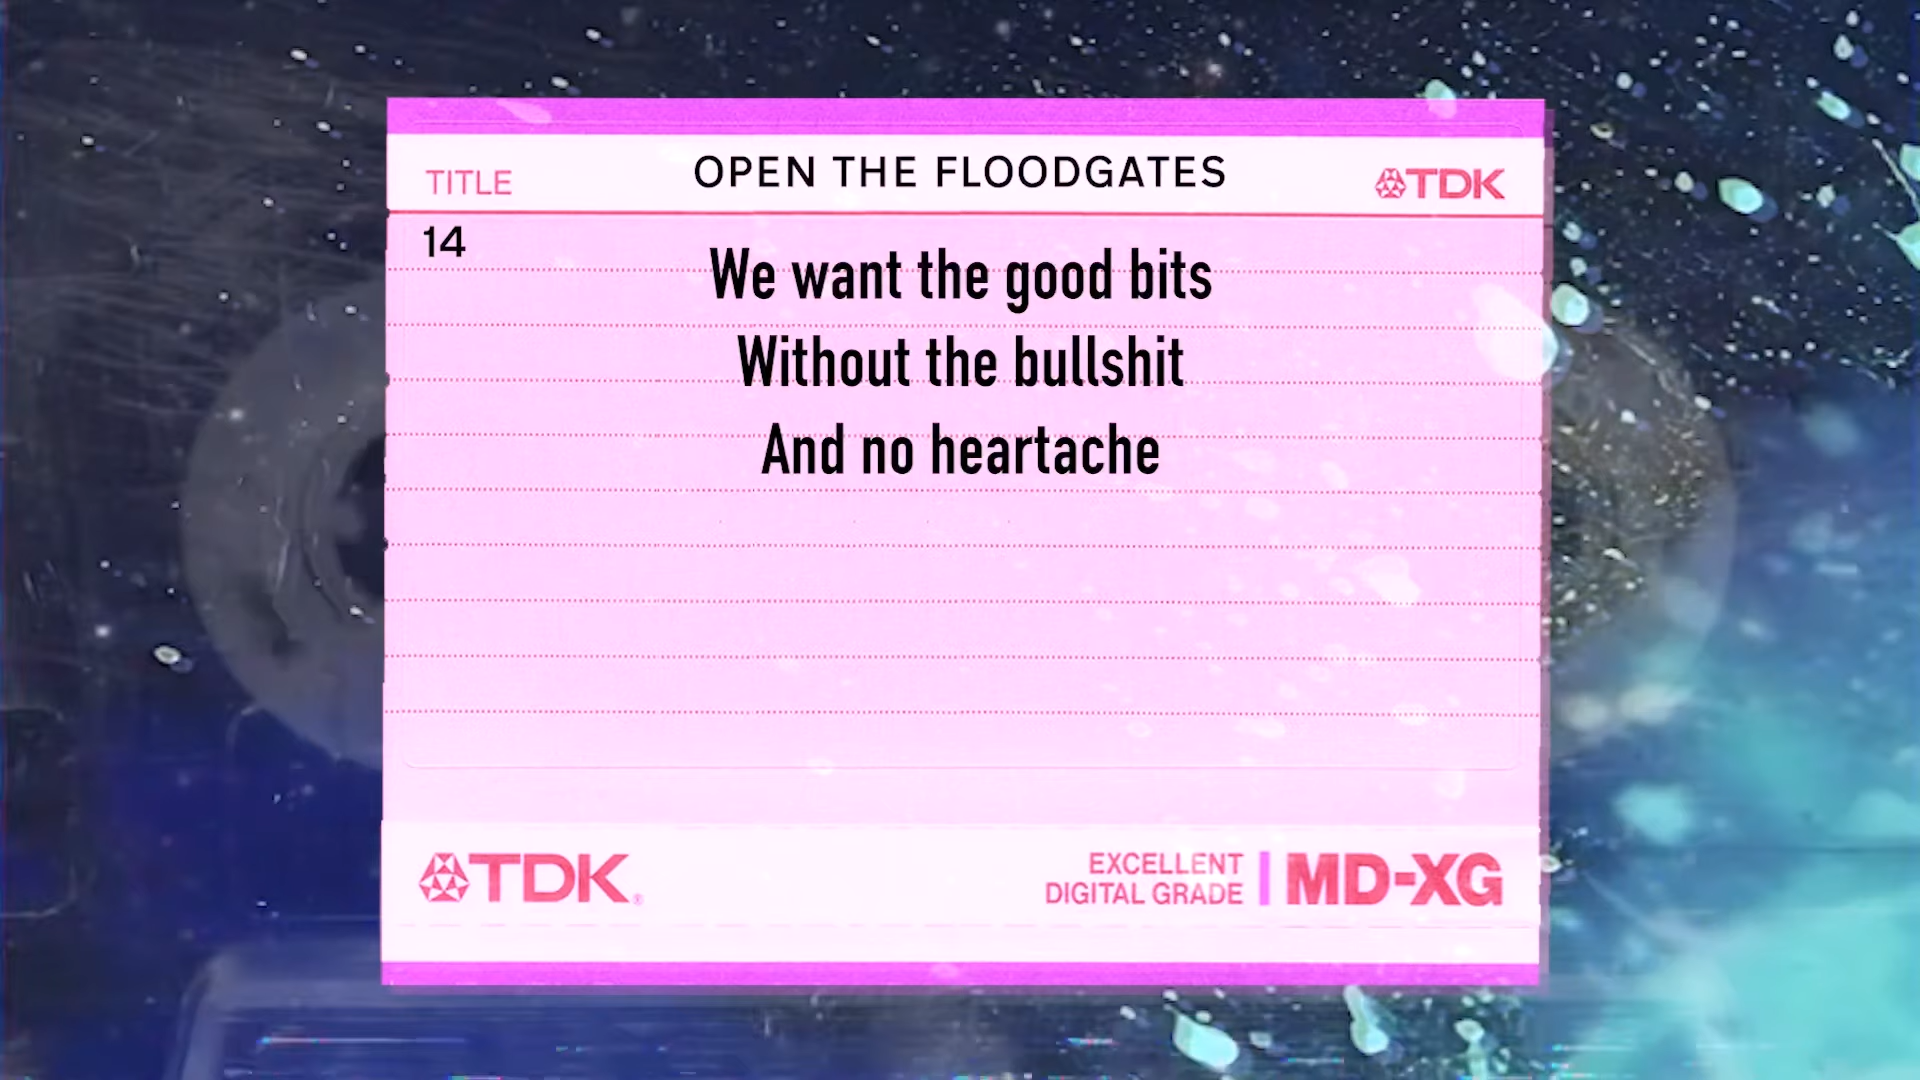 TITLE
OPEN THE FLOODGATES
TDK
14
We want the good bits
Without the bullshit
And no heartache
TDK
EXCELLENT
DIGITAL GRADE
MD-XG